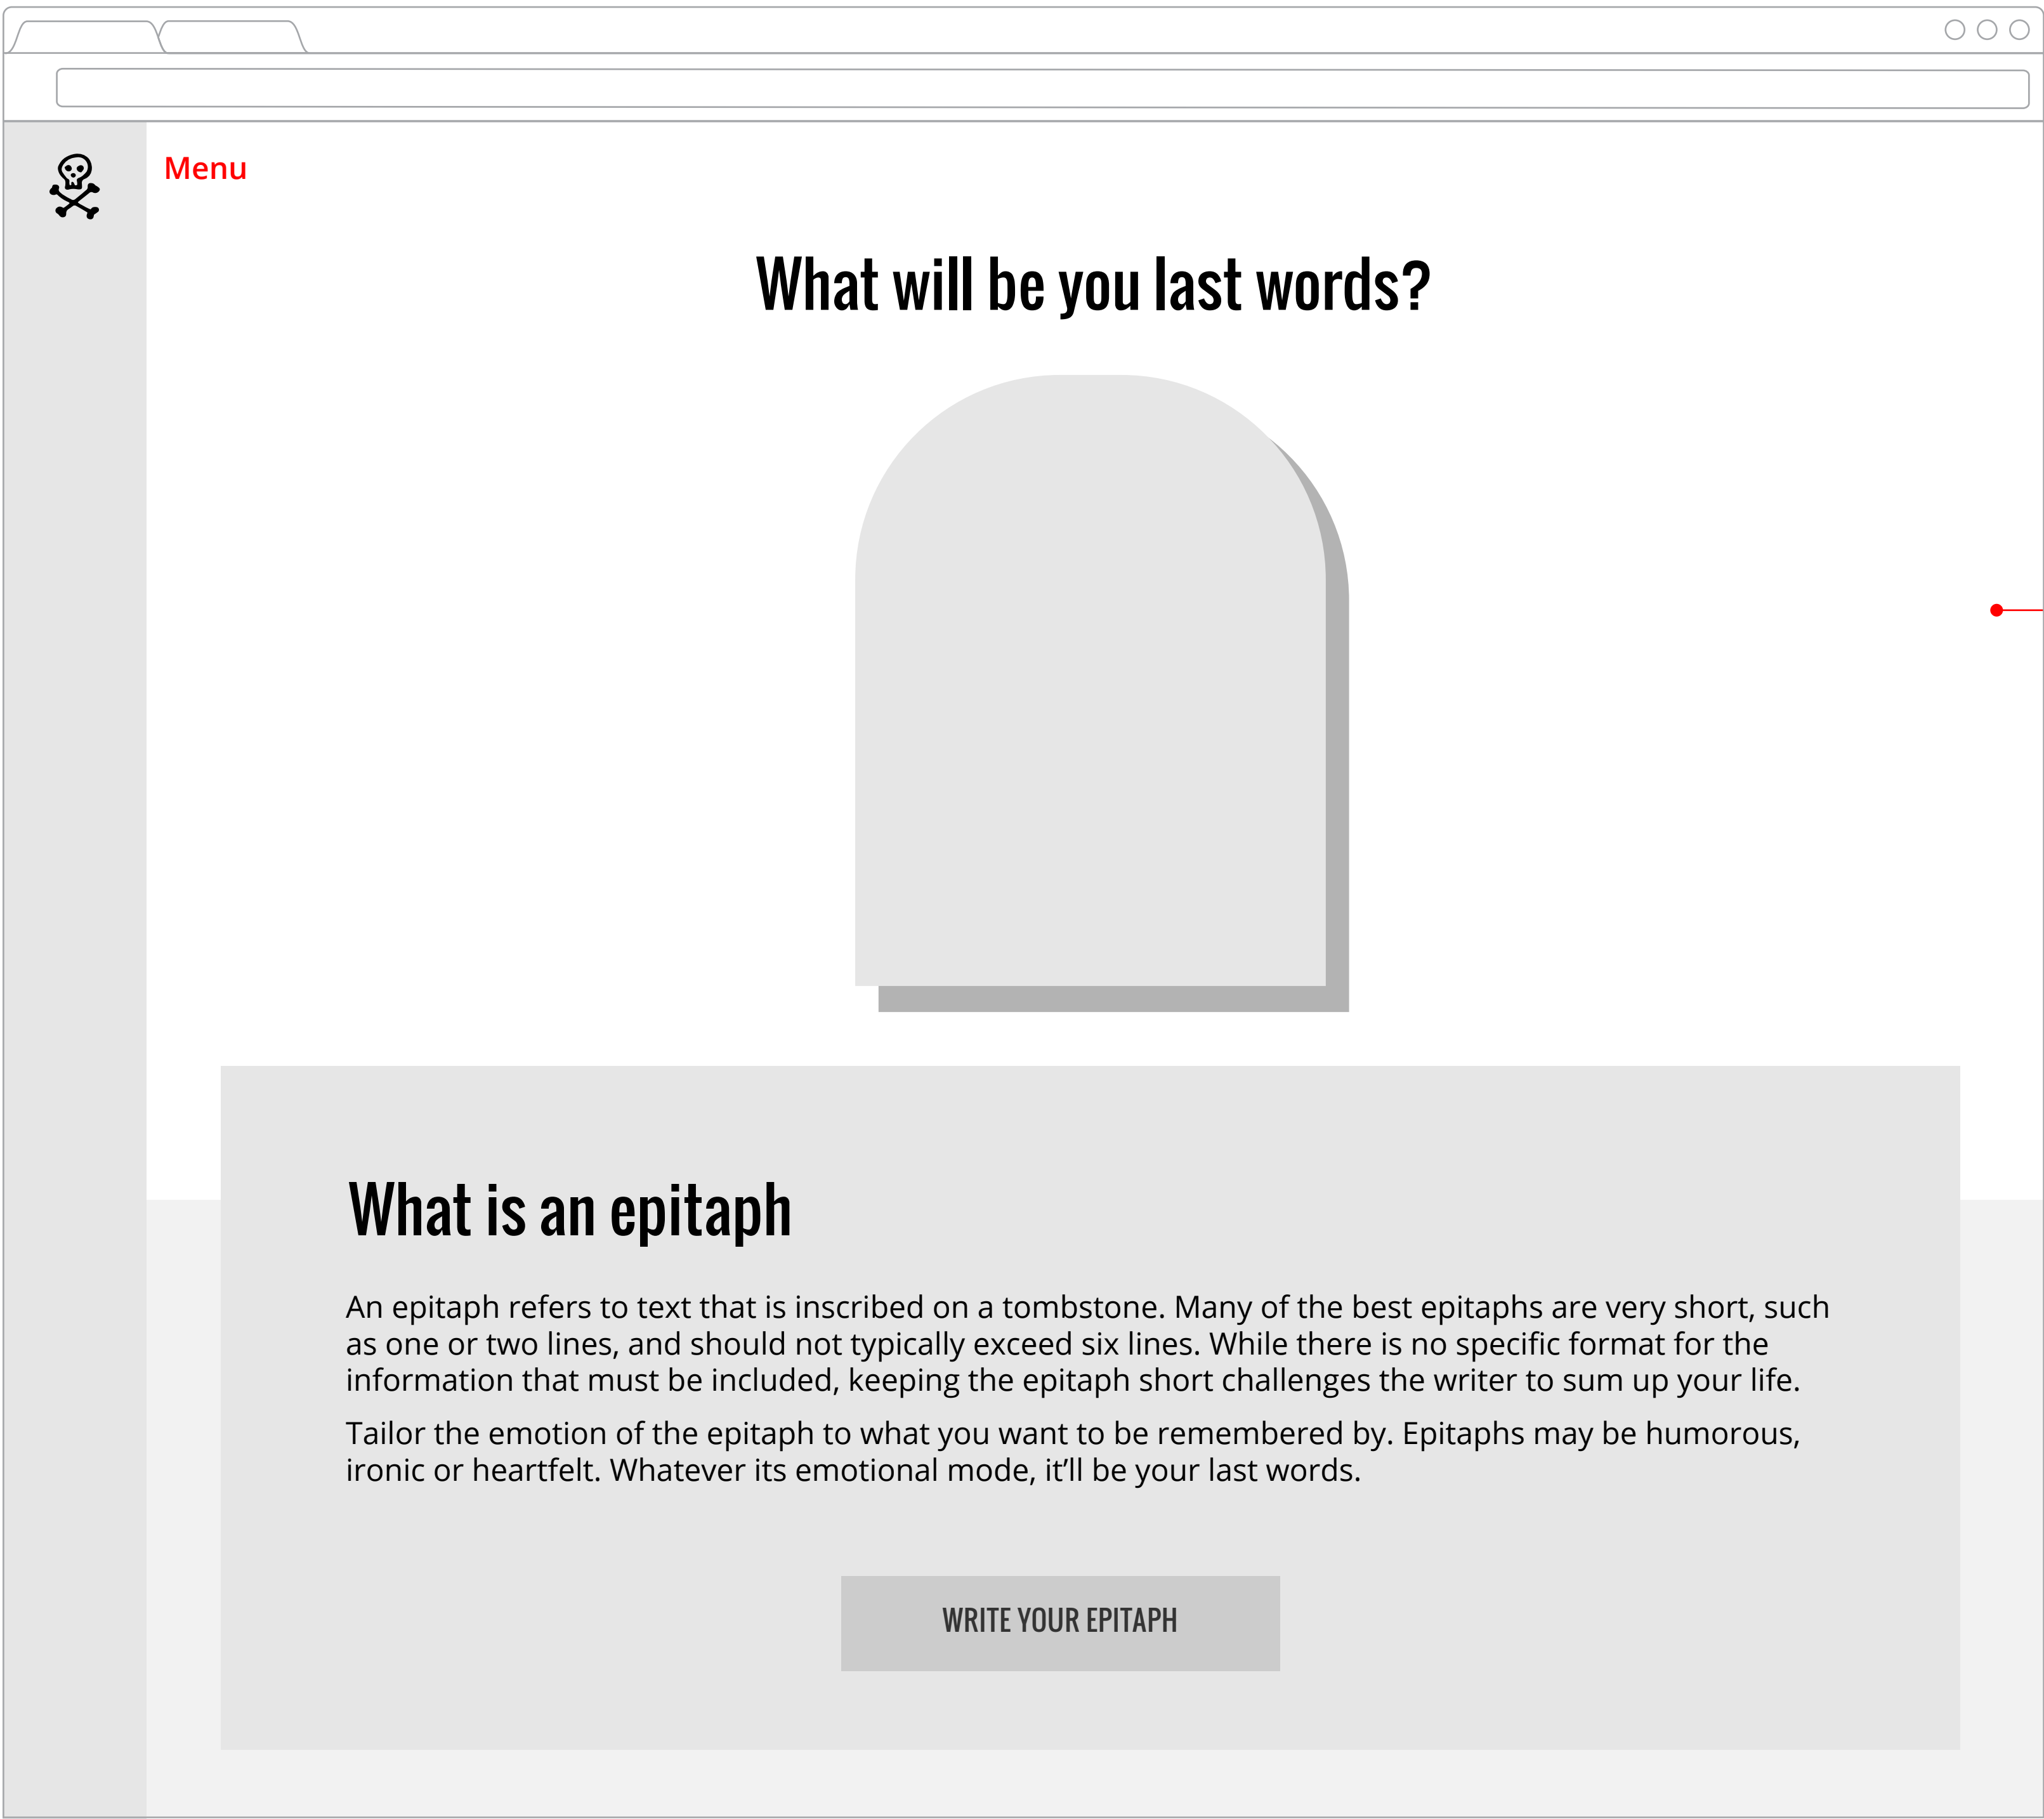 Menu
What will be you last words?
What is an epitaph
An epitaph refers to text that is inscribed on a tombstone. Many of the best epitaphs are very short, such
as one or two lines, and should not typically exceed six lines. While there is no specific format for the
information that must be included, keeping the epitaph short challenges the writer to sum up your life.
Tailor the emotion of the epitaph to what you want to be remembered by. Epitaphs may be humorous,
ironic or heartfelt. Whatever its emotional mode, it’ll be your last words.
WRITE YOUR EPITAPH